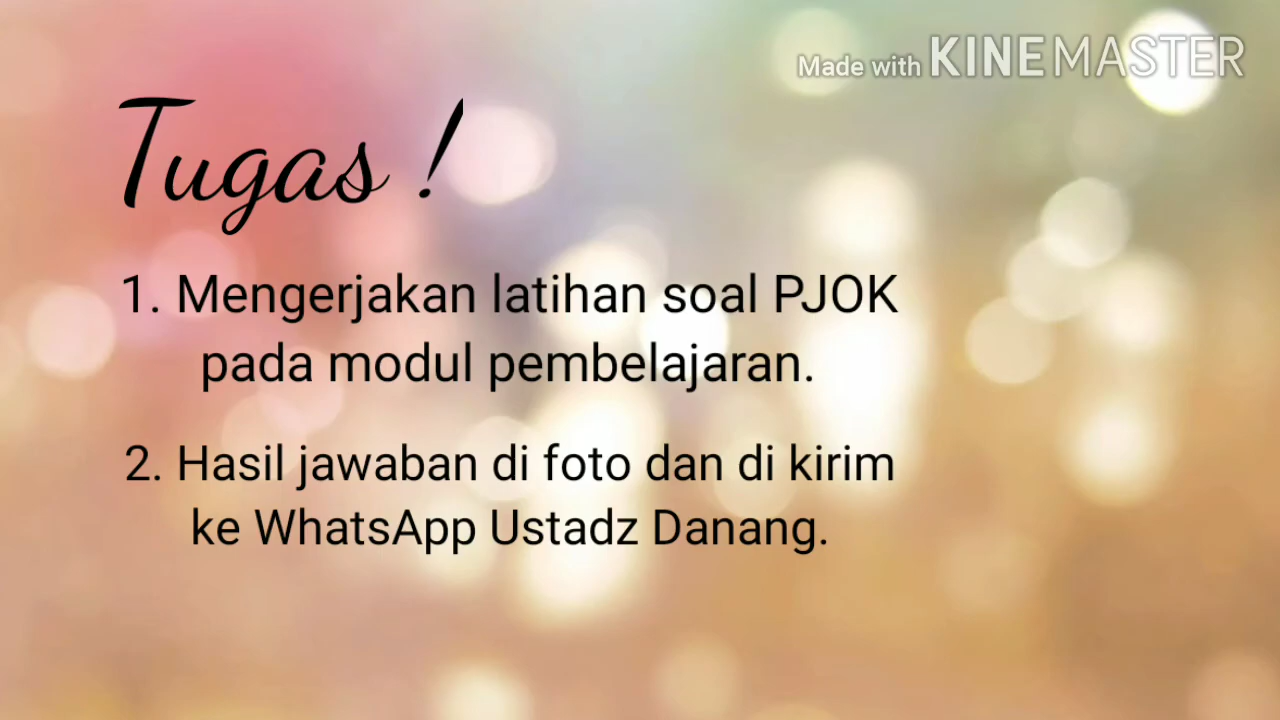 Made with KINEMASTER
Tugas !
1. Mengerjakan latihan soal PJOK
pada modul pembelajaran.
2. Hasil jawaban di foto dan di kirim
ke WhatsApp Ustadz Danang.